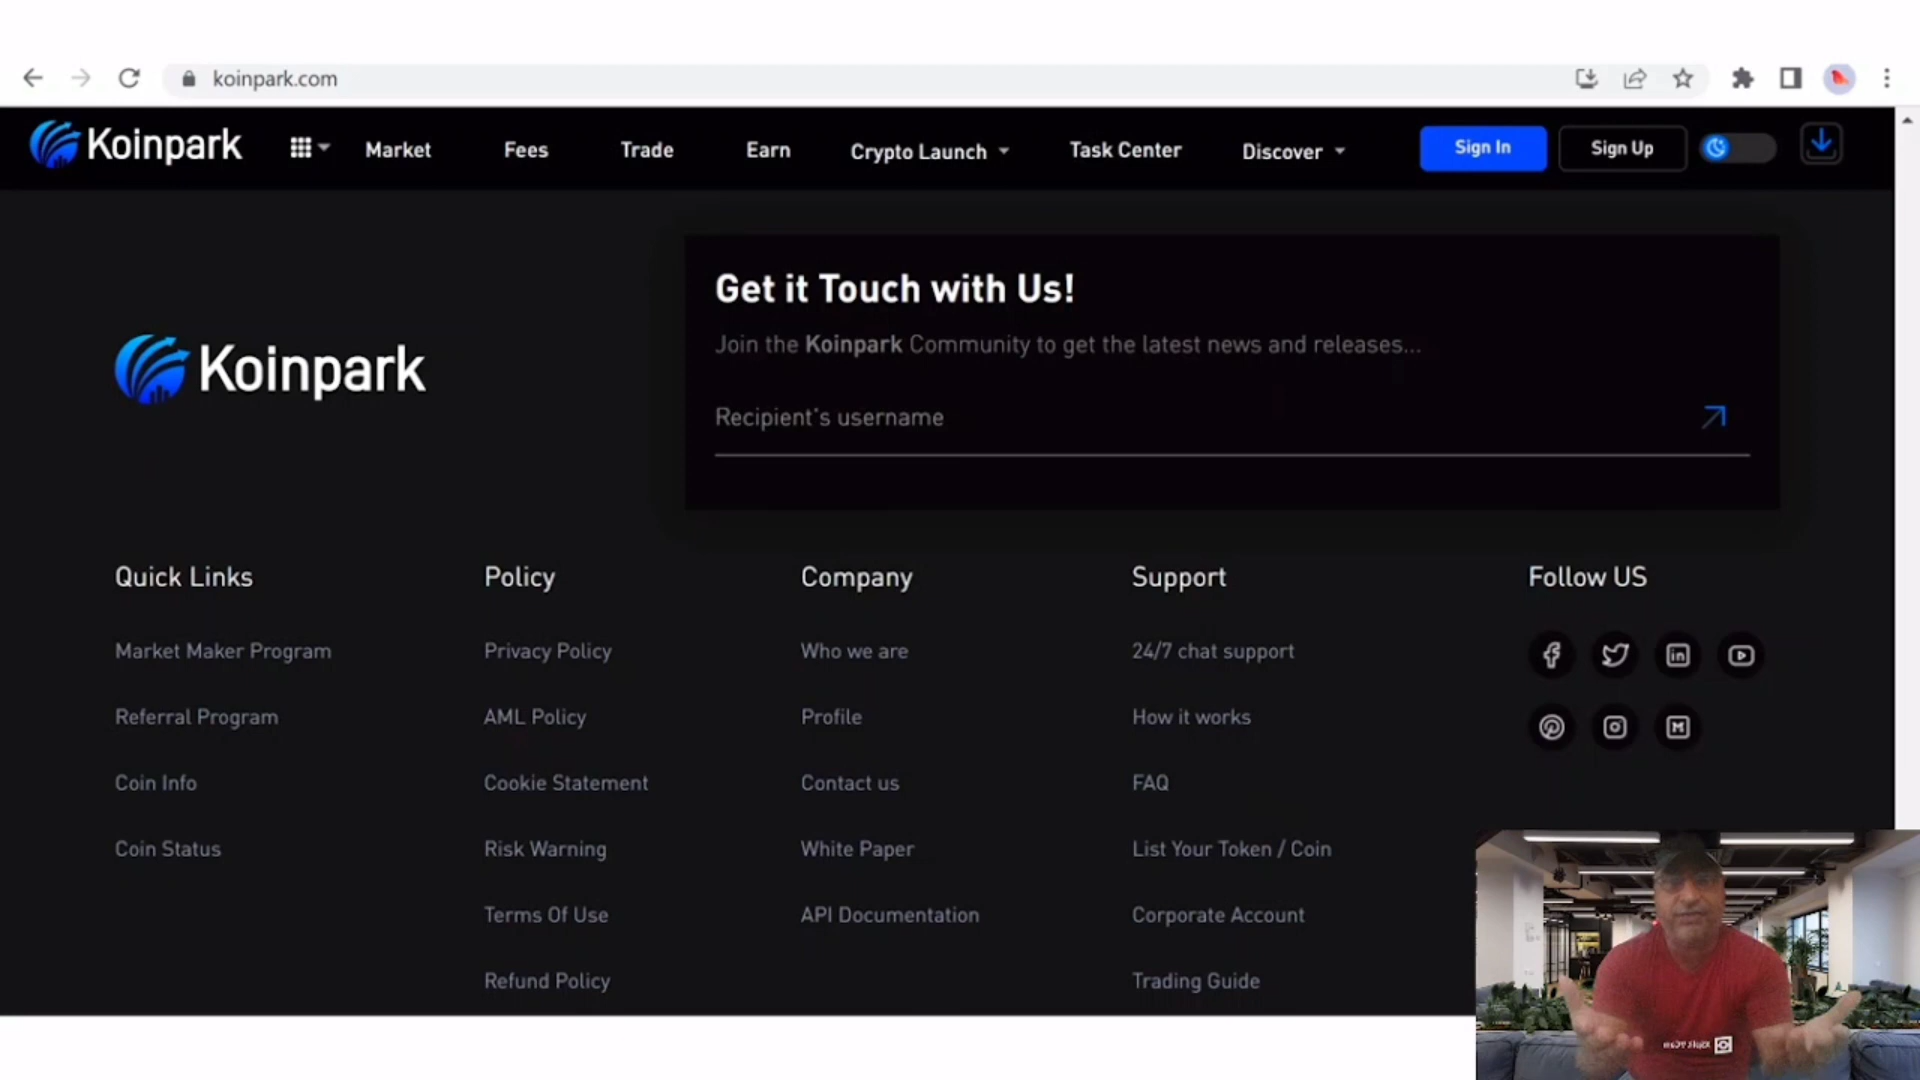 koinpark.com
Koinpark
Market
Fees
Trade
Earn
Crypto Launch
Task Center
Discover
Sign In
Sign Up
Koinpark
Get it Touch with Us!
Join the Koinpark Community to get the latest news and releases...
Recipient's username
Quick Links
Market Maker Program
Referral Program
Coin Info
Coin Status
Policy
Privacy Policy
AML Policy
Cookie Statement
Risk Warning
Terms Of Use
Refund Policy
Company
Who we are
Profile
Contact us
White Paper
API Documentation
Support
24/7 chat support
How it works
FAQ
List Your Token / Coin
Corporate Account
Trading Guide
Follow US